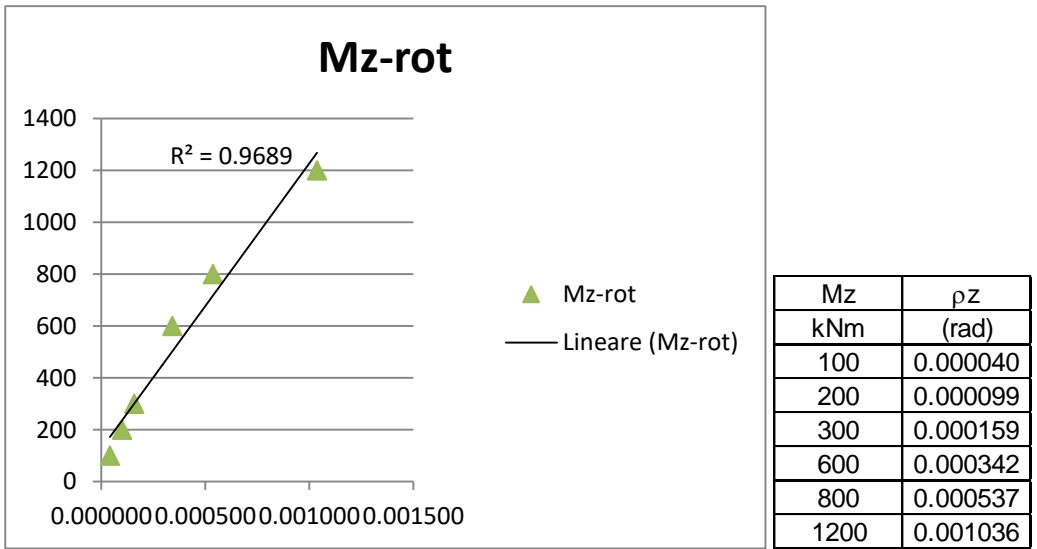 Mz-rot
1400
1200
1000
800
600
400
200
0
R² = 0.9689
0.000000 0.000500 0.001000 0.001500
Mz-rot
Lineare (Mz-rot)
Mz ρz
kNm (rad)
100 0.000040
200 0.000099
300 0.000159
600 0.000342
800 0.000537
1200 0.001036